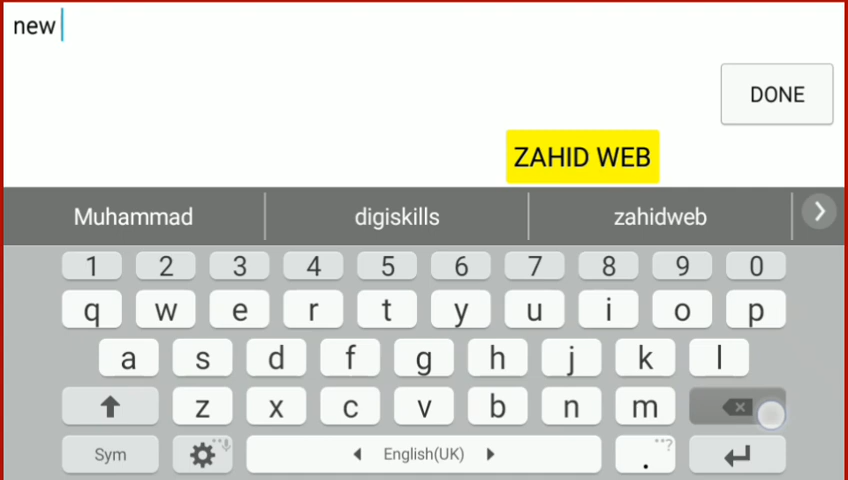 new
DONE
ZAHID WEB
Muhammad digiskills zahidweb
1 2 3 4 5 6 7 8 9 0
q w e r t y u i o p
a s d f g h j k l
z x c v b n m
Sym English(UK) .